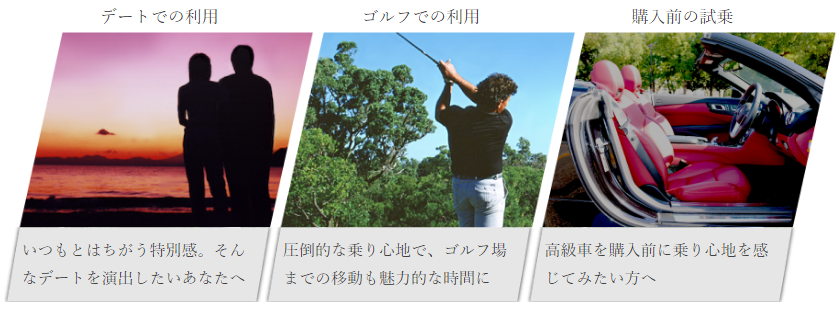 デートでの利用
ゴルフでの利用
購入前の試乗
いつもとはちがう特別感。そん
なデートを演出したいあなたへ
圧倒的な乗り心地で、ゴルフ場
までの移動も魅力的な時間に
高級車を購入前に乗り心地を感
じてみたい方へ